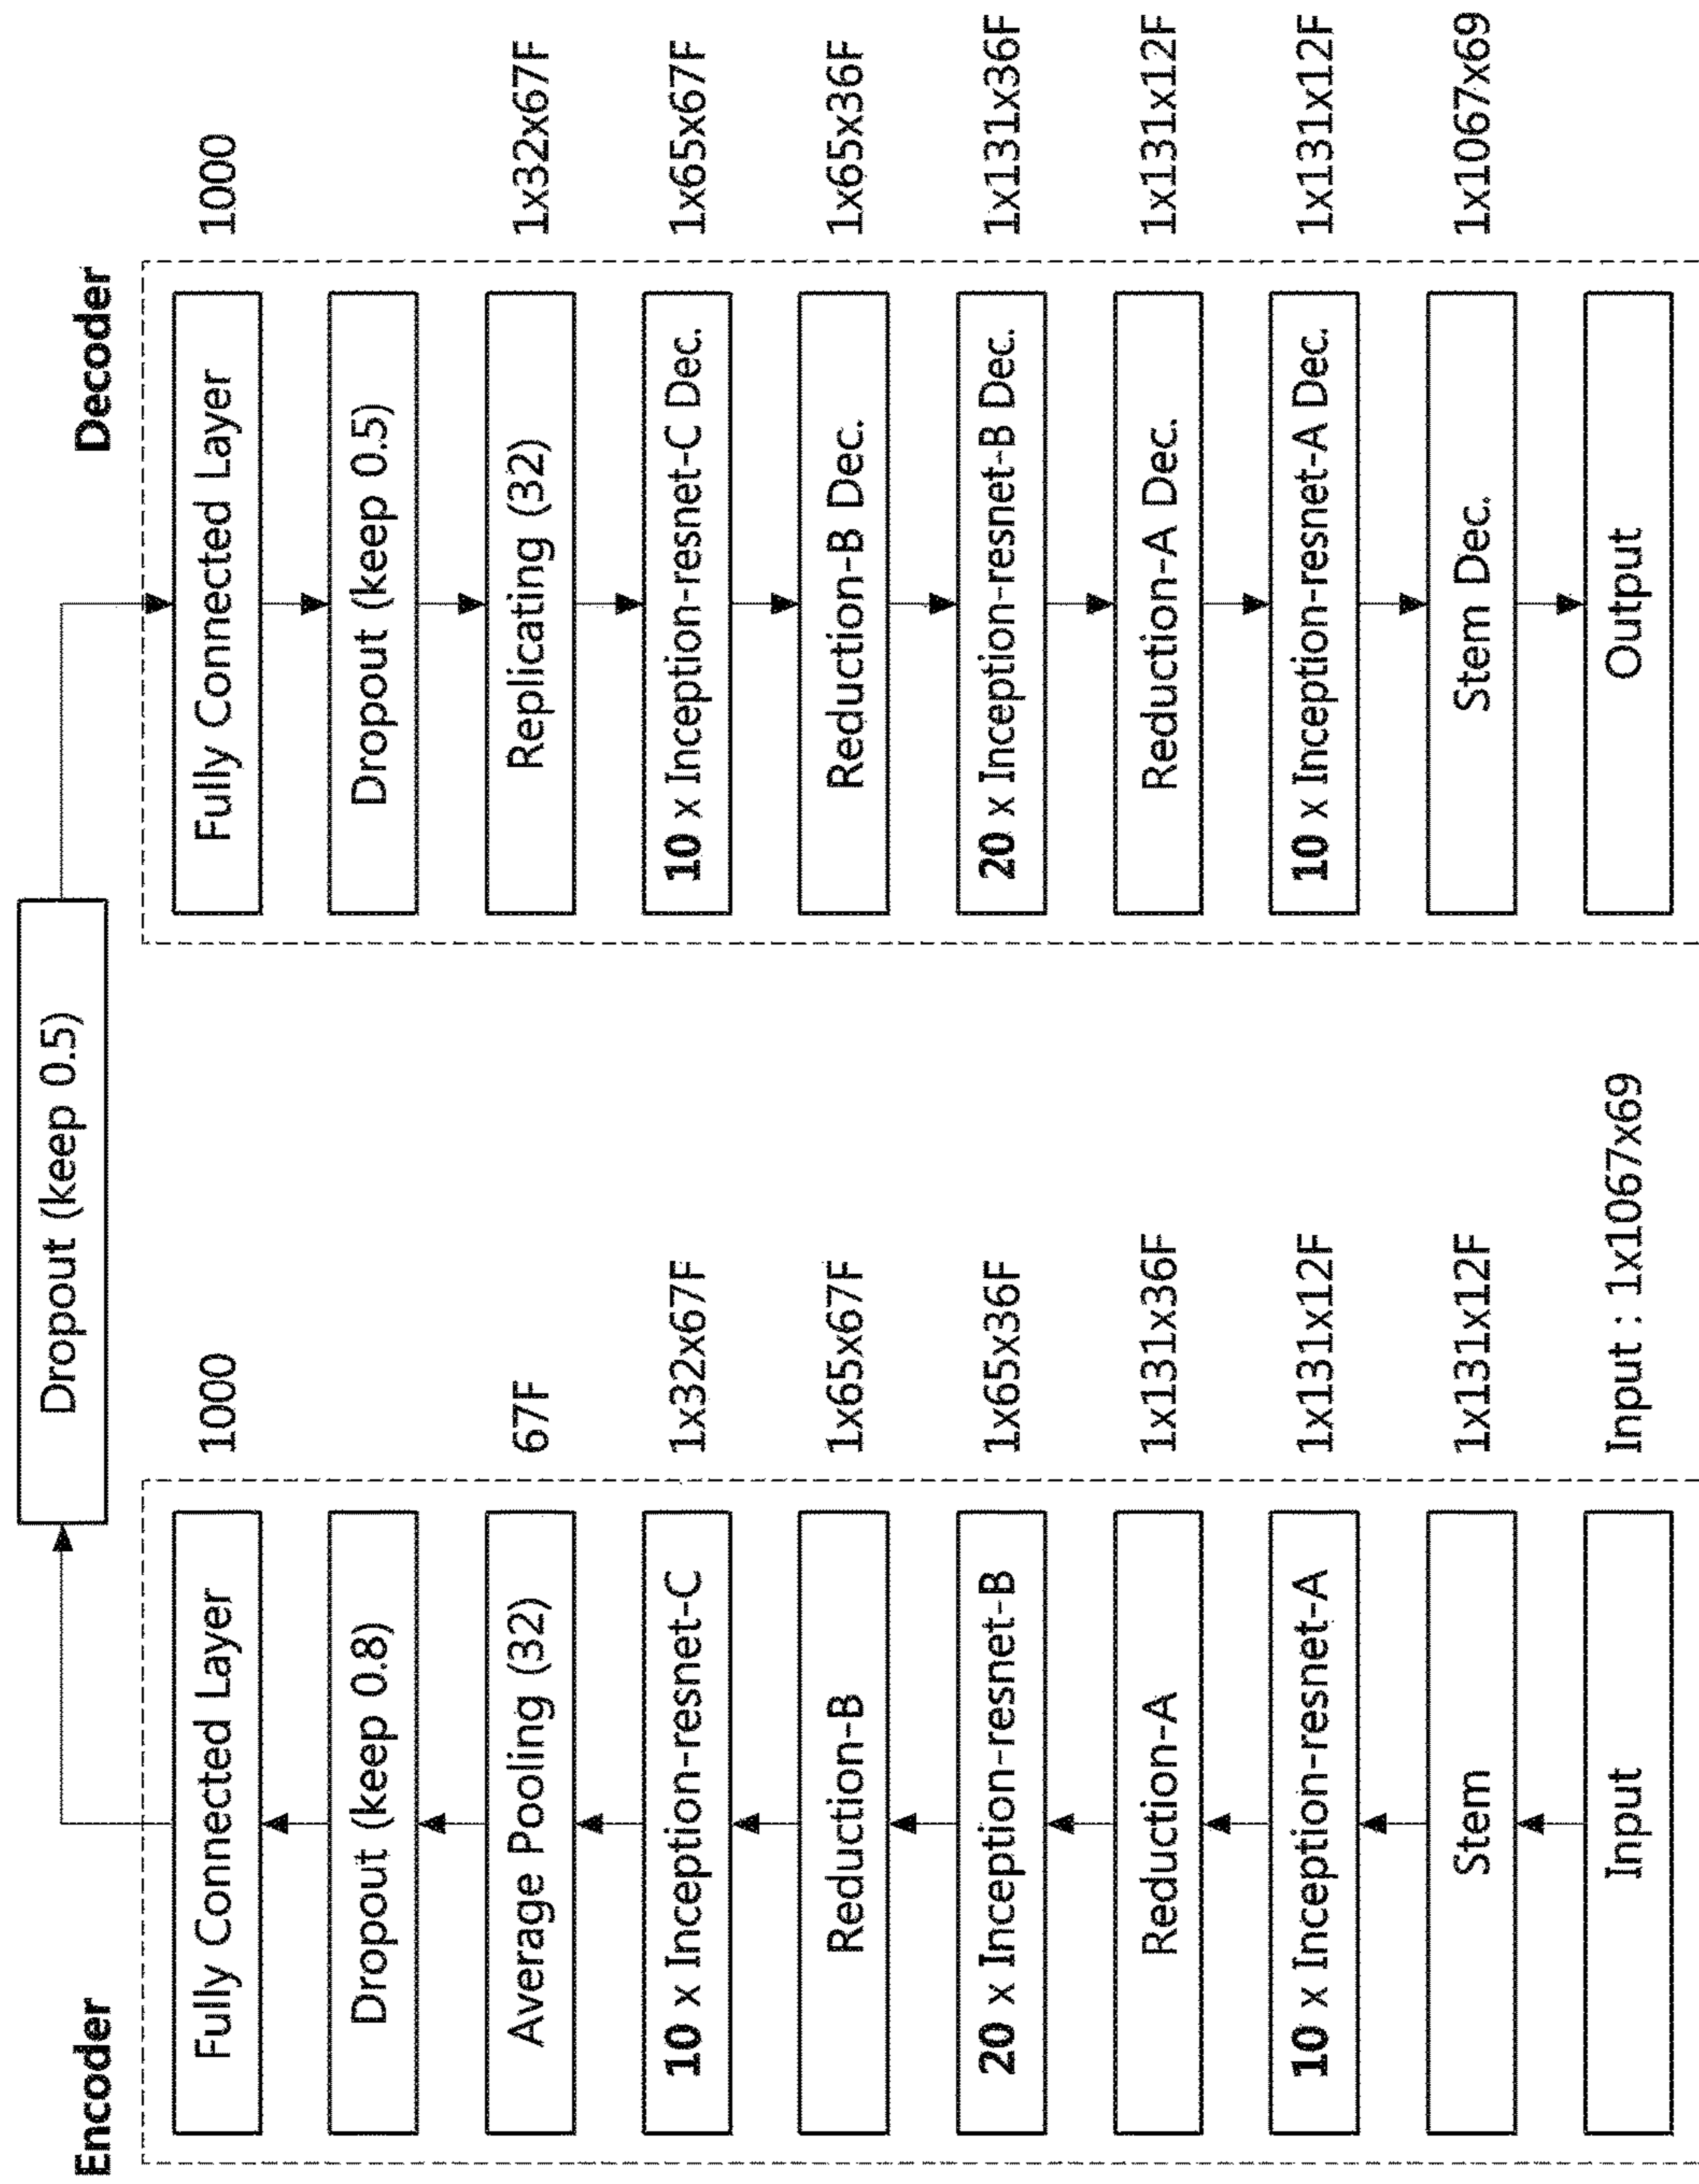 Dropout (keep 0.5)
Encoder
Fully Connected Layer
1000
Dropout (keep 0.8)
Average Pooling (32)
67F
10 x Inception-resnet-C
1x32x67F
Reduction-B
1x65x67F
20 x Inception-resnet-B
1x65x36F
Reduction-A
1x131x36F
10 x Inception-resnet-A
1x131x12F
Stem
1x131x12F
Input
Input : 1x1067x69
Decoder
Fully Connected Layer
1000
Dropout (keep 0.5)
Replicating (32)
1x32x67F
10 x Inception-resnet-C Dec.
1x65x67F
Reduction-B Dec.
1x65x36F
20 x Inception-resnet-B Dec.
1x131x36F
Reduction-A Dec.
1x131x12F
10 x Inception-resnet-A Dec.
1x131x12F
Stem Dec.
1x1067x69
Output